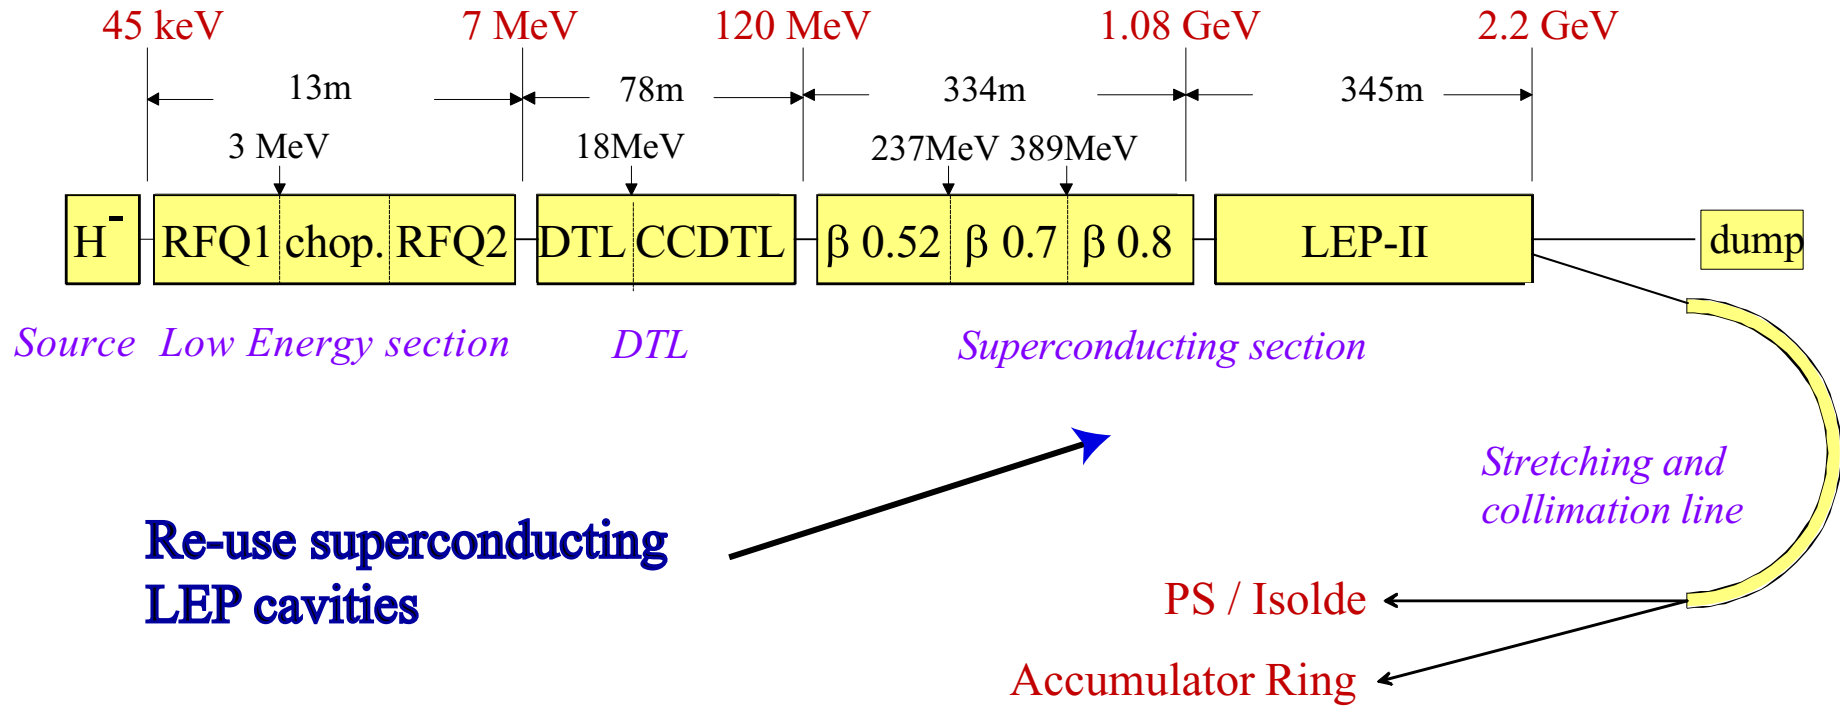 45 keV 7 MeV 120 MeV 1.08 GeV 2.2 GeV
13m 78m 334m 345m
3 MeV 18MeV 237MeV 389MeV
H⁻ RFQ1 chop. RFQ2 DTL CCDTL β 0.52 β 0.7 β 0.8 LEP-II dump
Source Low Energy section DTL Superconducting section
Stretching and
collimation line
Re-use superconducting
LEP cavities
PS / Isolde
Accumulator Ring